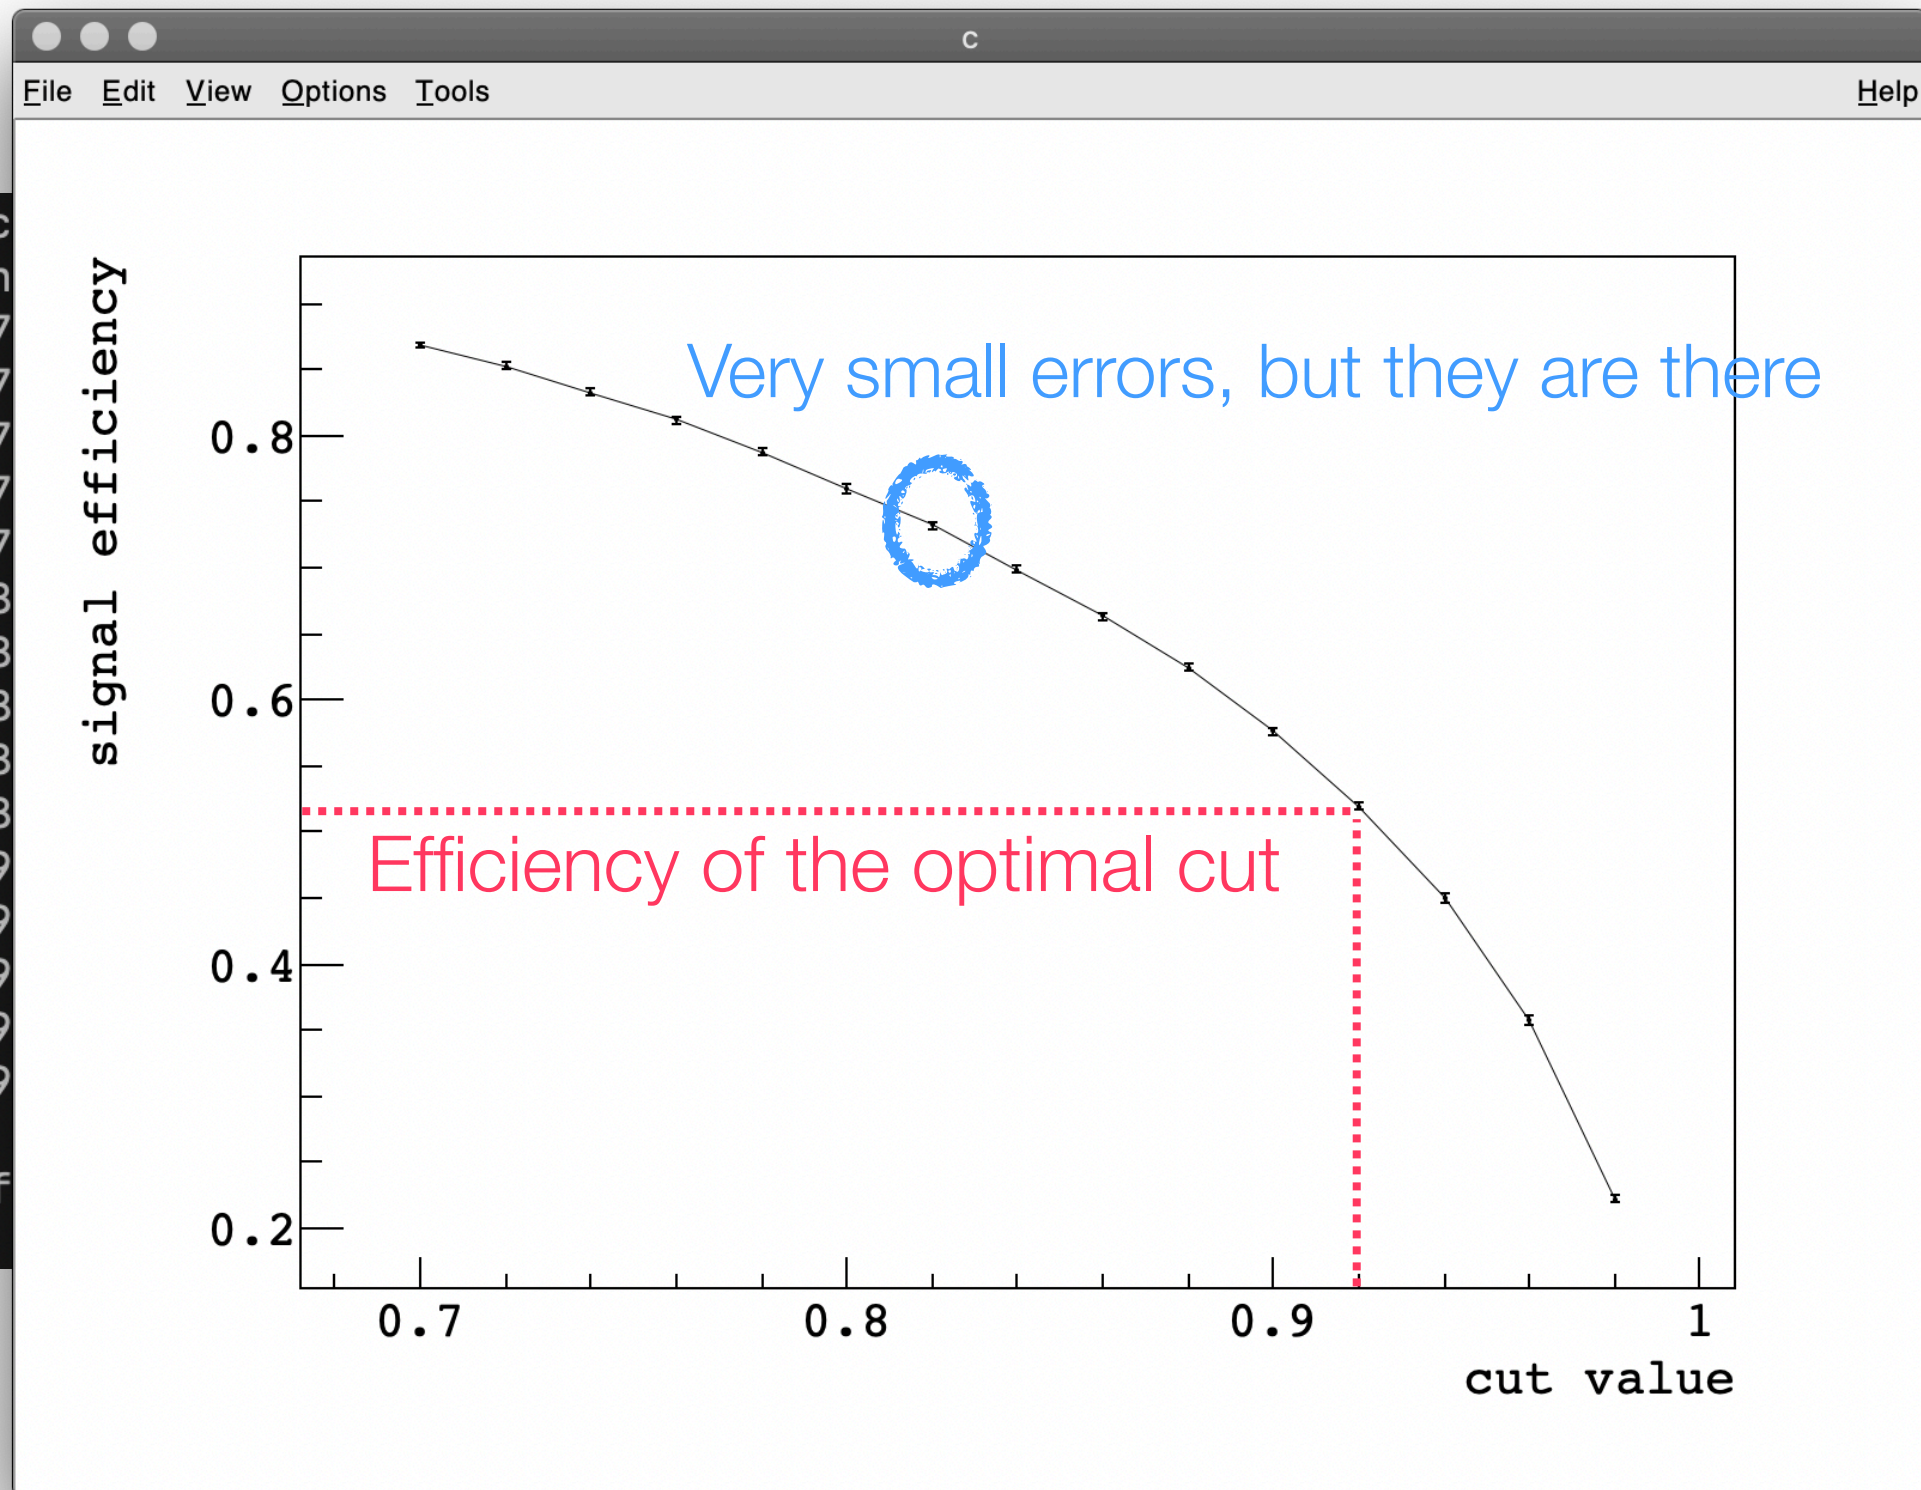 c
File Edit View Options Tools Help
signal efficiency
Very small errors, but they are there
0.8
0.6
Efficiency of the optimal cut
0.4
0.2
0.7 0.8 0.9 1
cut value